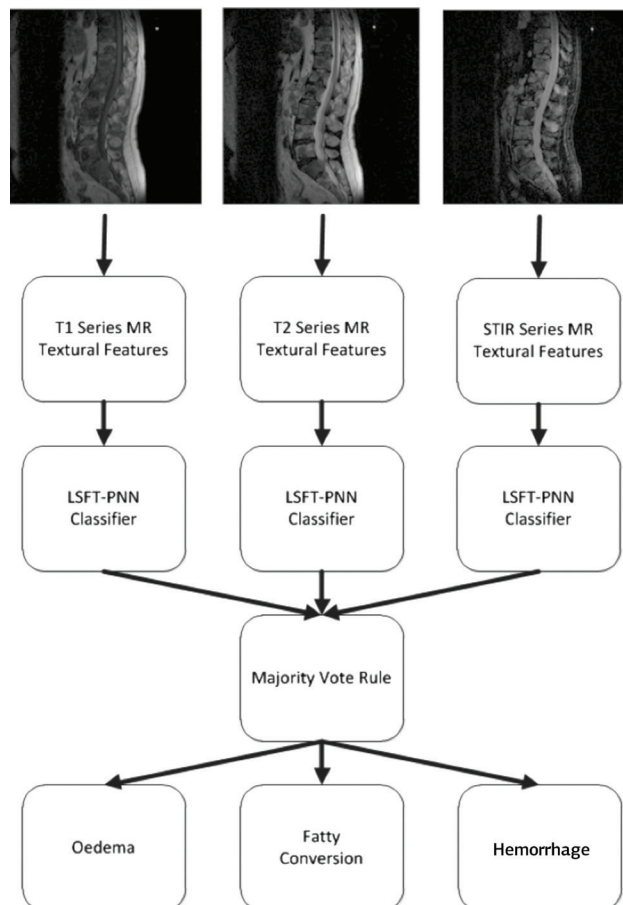 T1 Series MR
Textural Features
T2 Series MR
Textural Features
STIR Series MR
Textural Features
LSFT-PNN
Classifier
LSFT-PNN
Classifier
LSFT-PNN
Classifier
Majority Vote Rule
Oedema
Fatty
Conversion
Hemorrhage